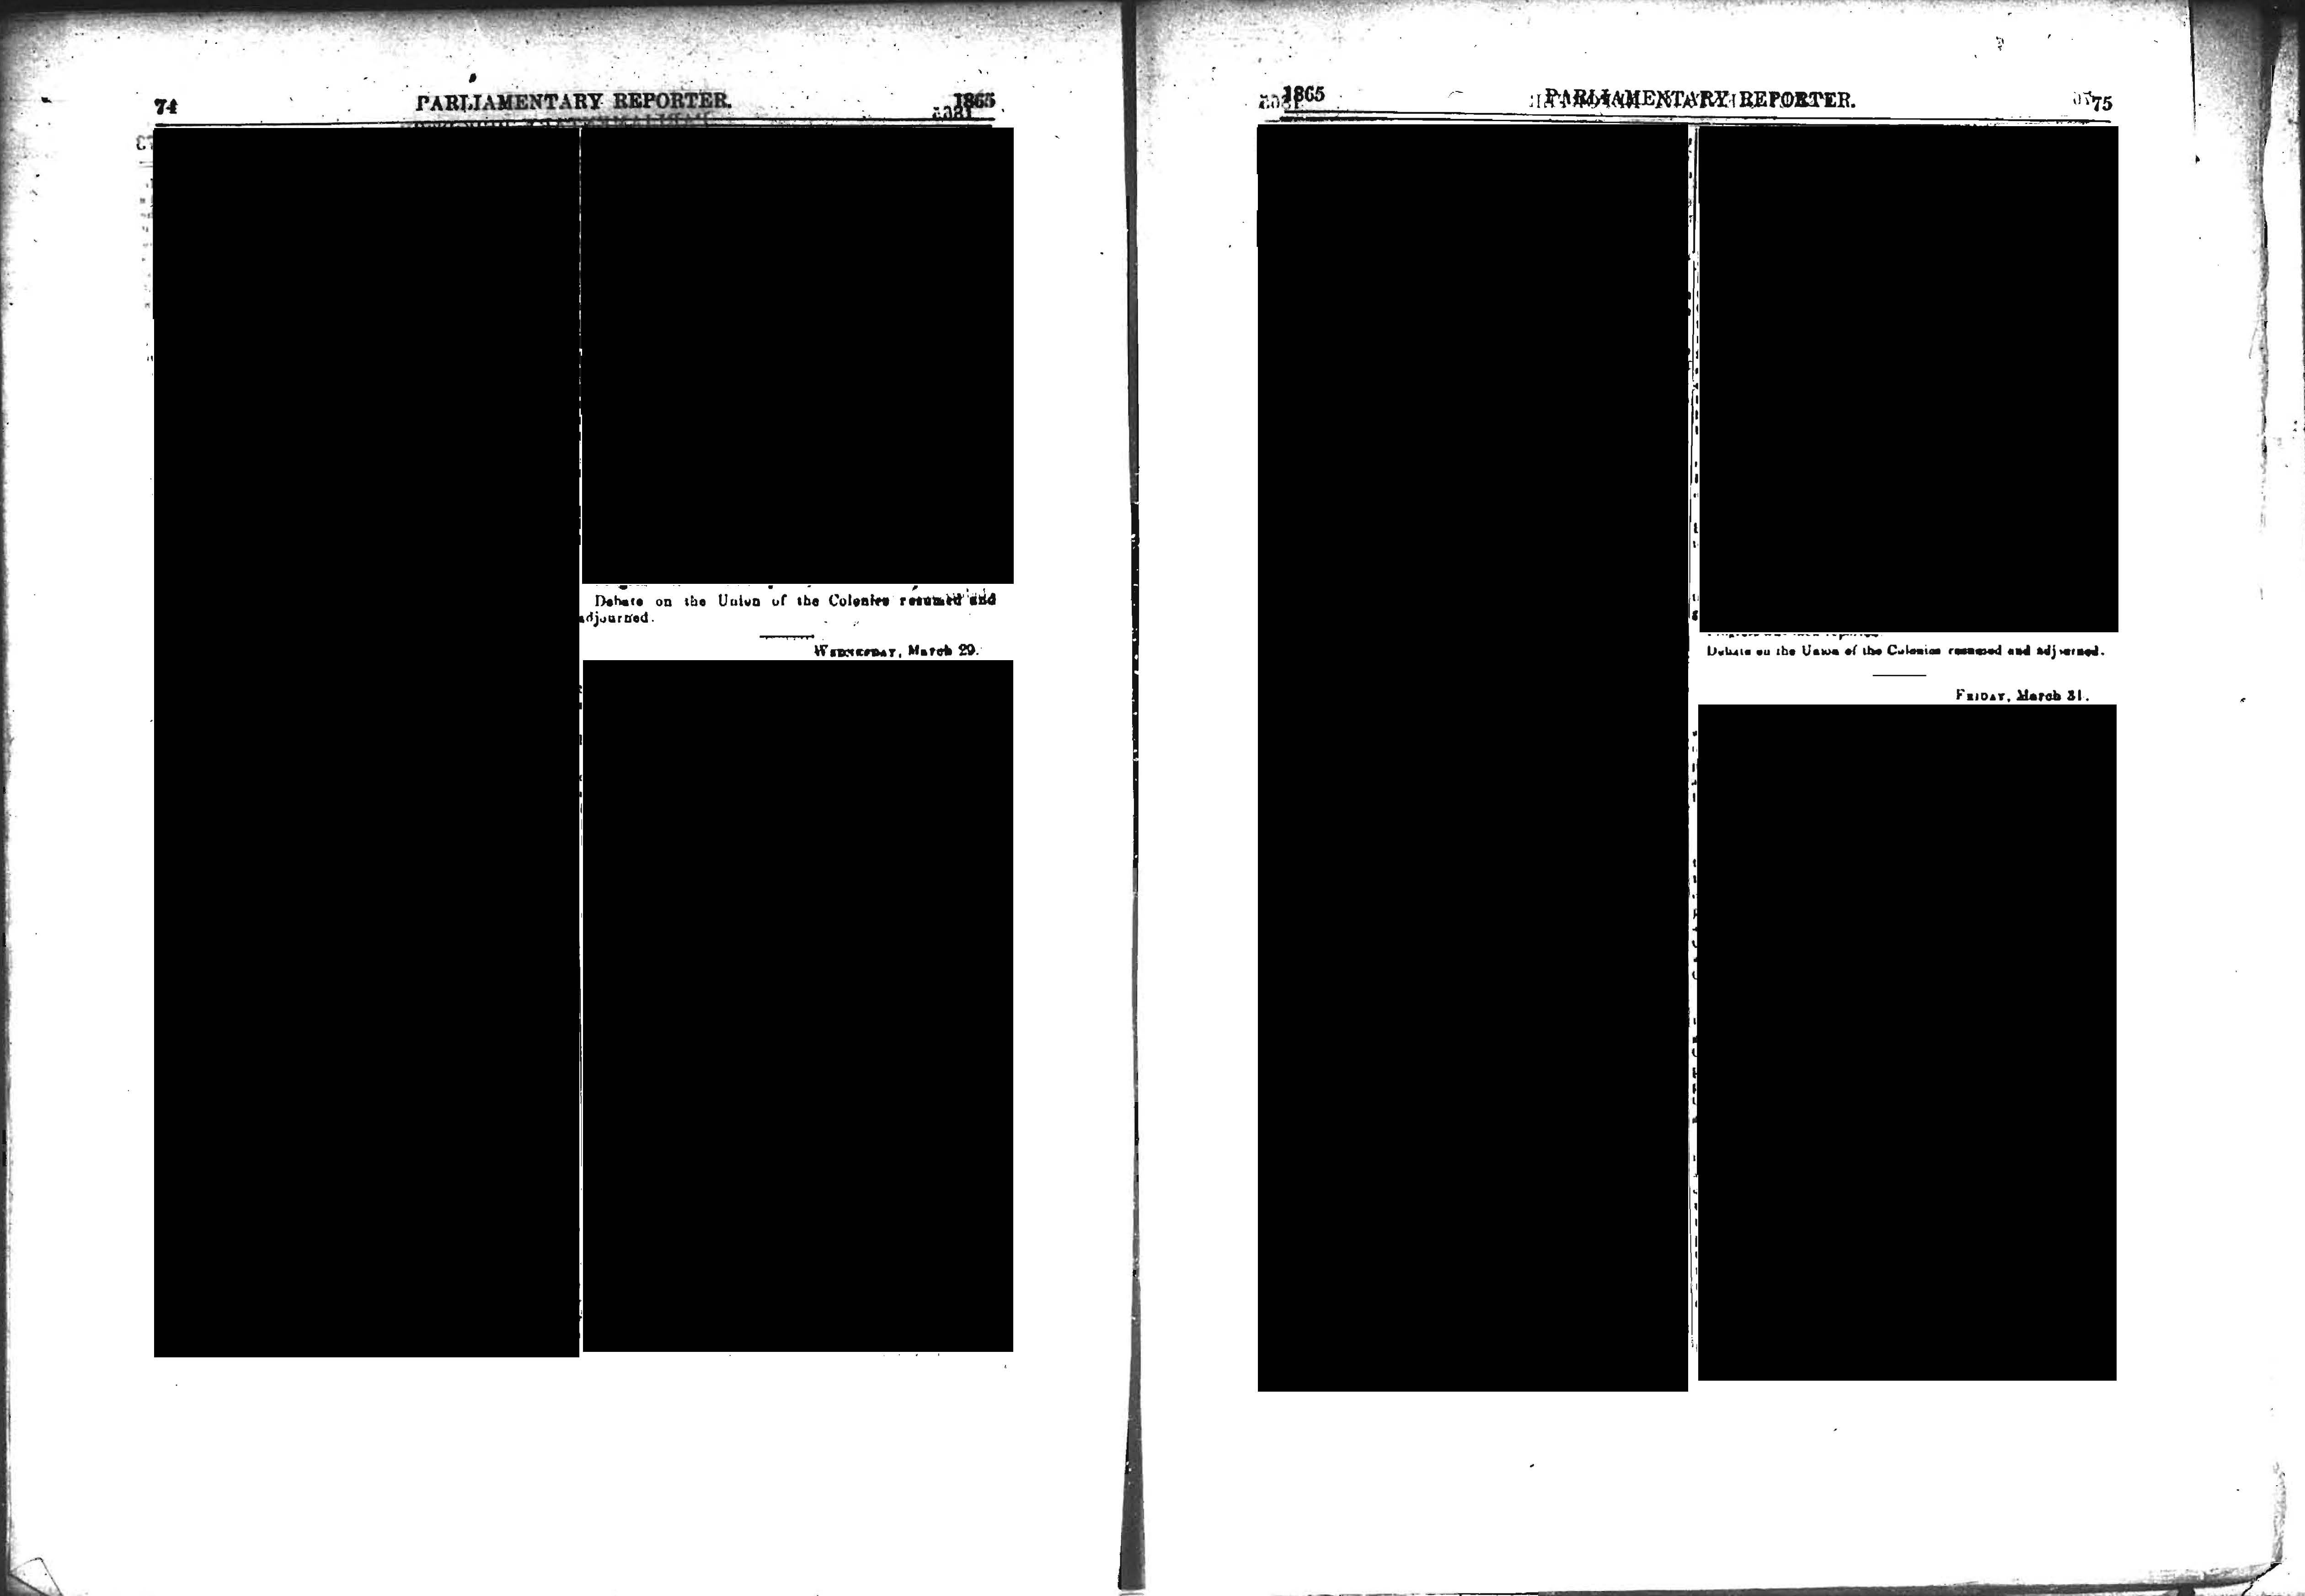 74 PARLIAMENTARY REPORTER. 1865
Debate on the Union of the Colonies resumed and
adjourned.
WEDNESDAY, March 29.
1865 PARLIAMENTARY REPORTER. 75
Debate on the Union of the Colonies resumed and adjourned.
FRIDAY, March 31.